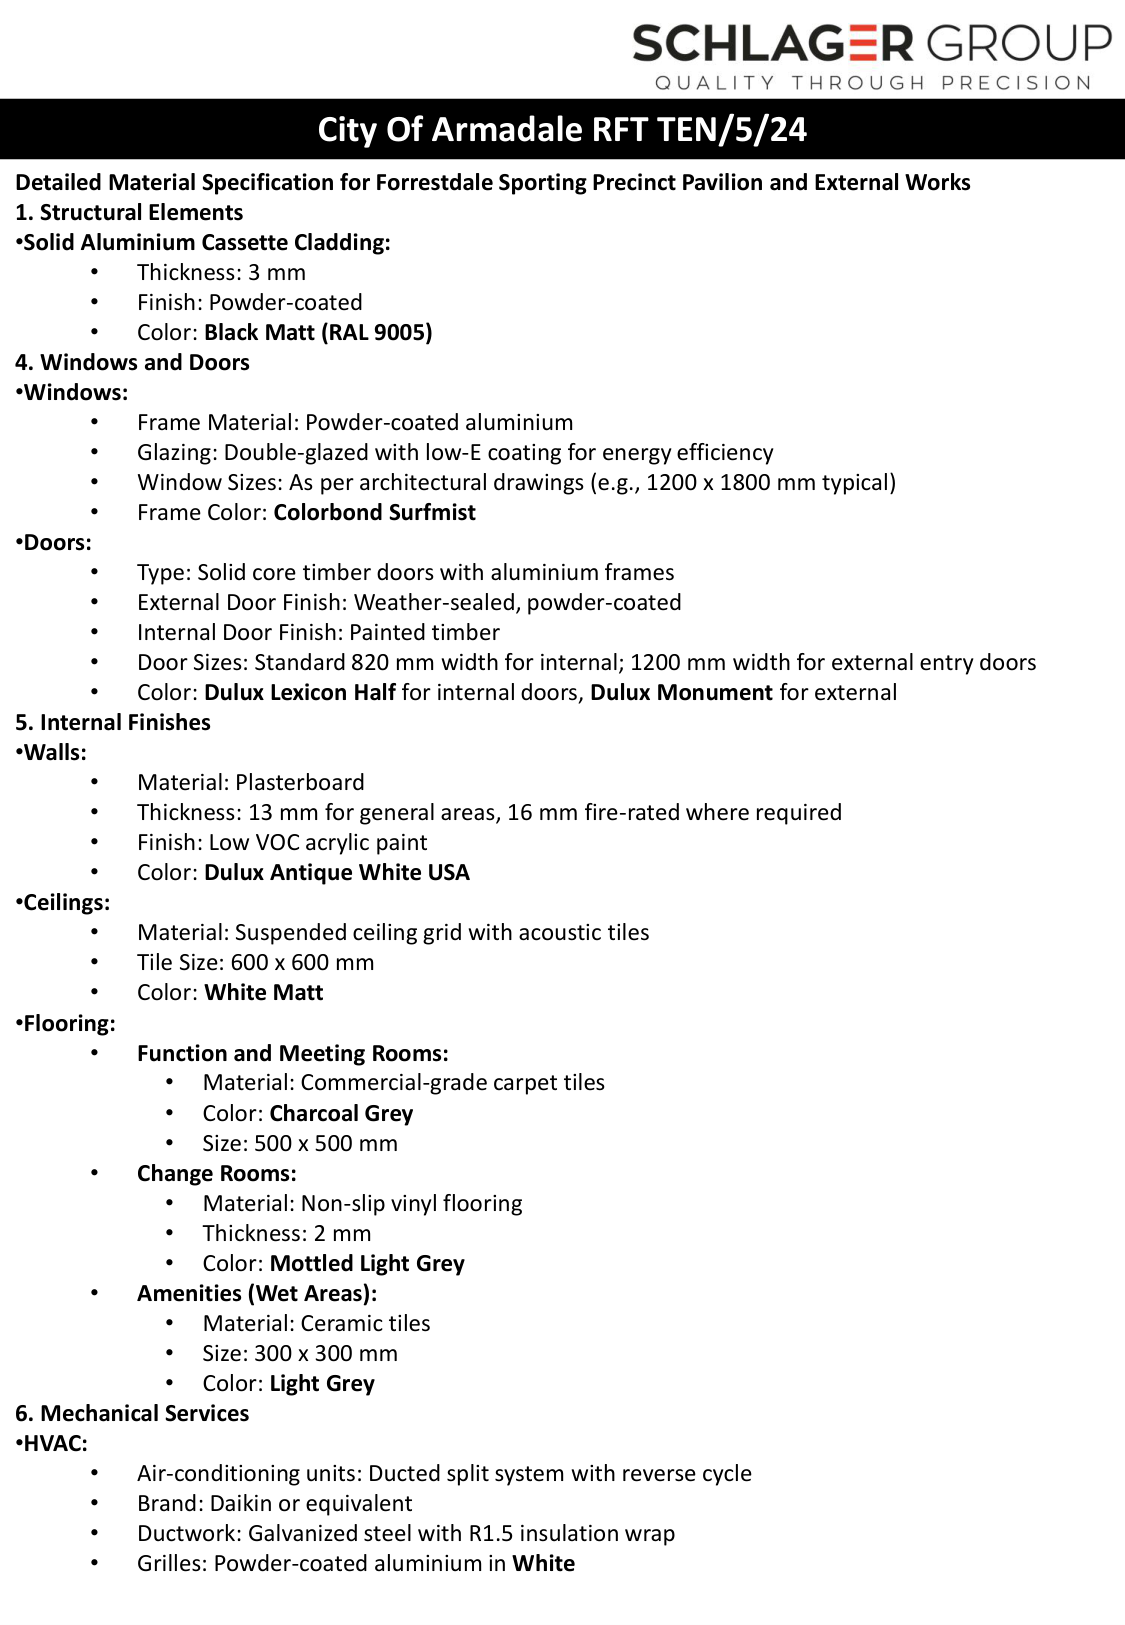 SCHLAGER GROUP
QUALITY THROUGH PRECISION
City Of Armadale RFT TEN/5/24
Detailed Material Specification for Forrestdale Sporting Precinct Pavilion and External Works
1. Structural Elements
•Solid Aluminium Cassette Cladding:
• Thickness: 3 mm
• Finish: Powder-coated
• Color: Black Matt (RAL 9005)
4. Windows and Doors
•Windows:
• Frame Material: Powder-coated aluminium
• Glazing: Double-glazed with low-E coating for energy efficiency
• Window Sizes: As per architectural drawings (e.g., 1200 x 1800 mm typical)
• Frame Color: Colorbond Surfmist
•Doors:
• Type: Solid core timber doors with aluminium frames
• External Door Finish: Weather-sealed, powder-coated
• Internal Door Finish: Painted timber
• Door Sizes: Standard 820 mm width for internal; 1200 mm width for external entry doors
• Color: Dulux Lexicon Half for internal doors, Dulux Monument for external
5. Internal Finishes
•Walls:
• Material: Plasterboard
• Thickness: 13 mm for general areas, 16 mm fire-rated where required
• Finish: Low VOC acrylic paint
• Color: Dulux Antique White USA
•Ceilings:
• Material: Suspended ceiling grid with acoustic tiles
• Tile Size: 600 x 600 mm
• Color: White Matt
•Flooring:
• Function and Meeting Rooms:
• Material: Commercial-grade carpet tiles
• Color: Charcoal Grey
• Size: 500 x 500 mm
• Change Rooms:
• Material: Non-slip vinyl flooring
• Thickness: 2 mm
• Color: Mottled Light Grey
• Amenities (Wet Areas):
• Material: Ceramic tiles
• Size: 300 x 300 mm
• Color: Light Grey
6. Mechanical Services
•HVAC:
• Air-conditioning units: Ducted split system with reverse cycle
• Brand: Daikin or equivalent
• Ductwork: Galvanized steel with R1.5 insulation wrap
• Grilles: Powder-coated aluminium in White